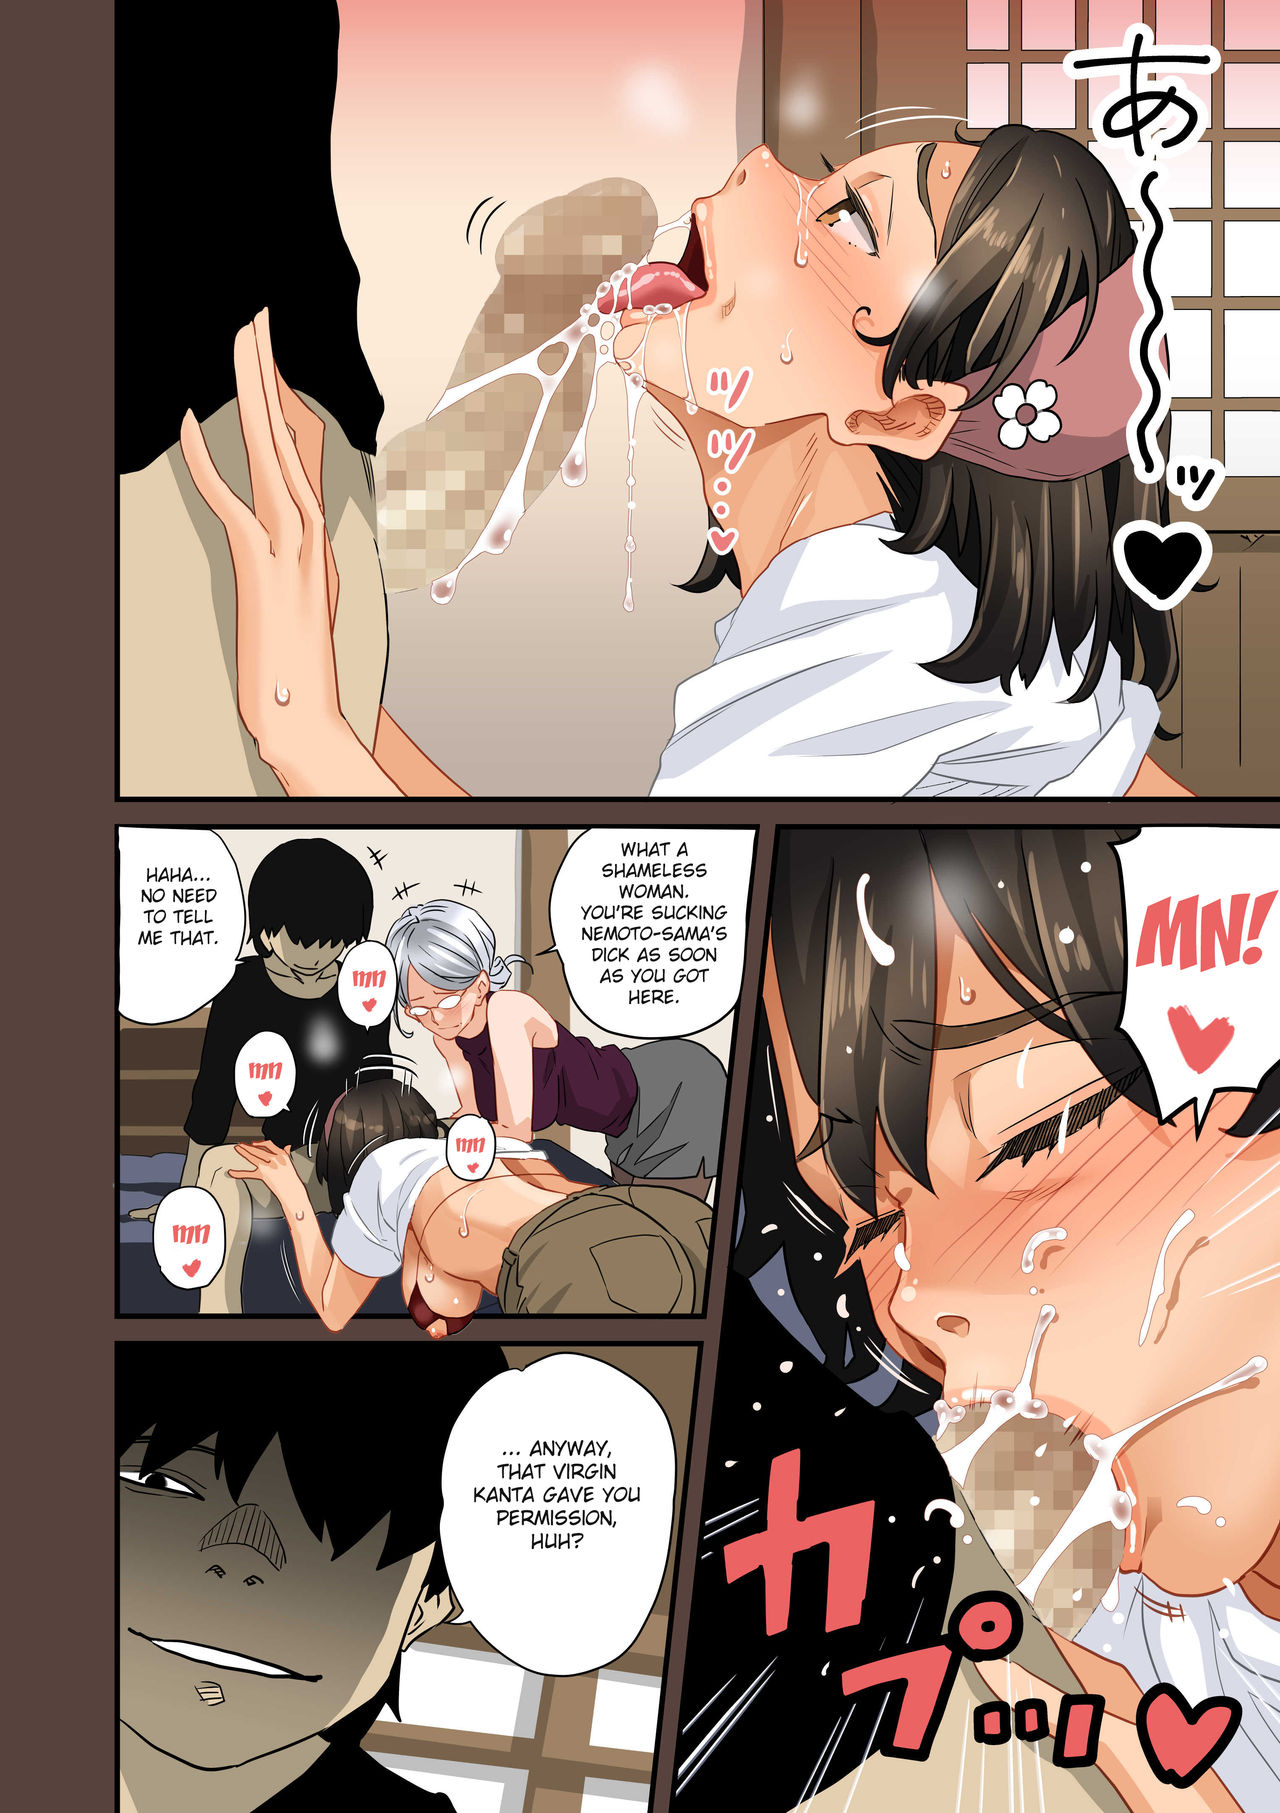 あ～～～ッ♥
ツツ…♥
MN!
♥
カプ…ッ♥
WHAT A
SHAMELESS
WOMAN.
YOU'RE SUCKING
NEMOTO-SAMA'S
DICK AS SOON
AS YOU GOT
HERE.
HAHA...
NO NEED
TO TELL
ME THAT.
MN
♥
MN
♥
MN
♥
MN
♥
... ANYWAY,
THAT VIRGIN
KANTA GAVE YOU
PERMISSION,
HUH?